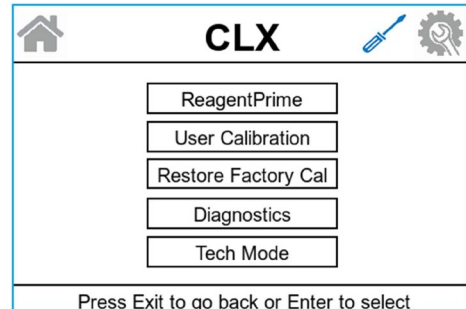 CLX
ReagentPrime
User Calibration
Restore Factory Cal
Diagnostics
Tech Mode
Press Exit to go back or Enter to select